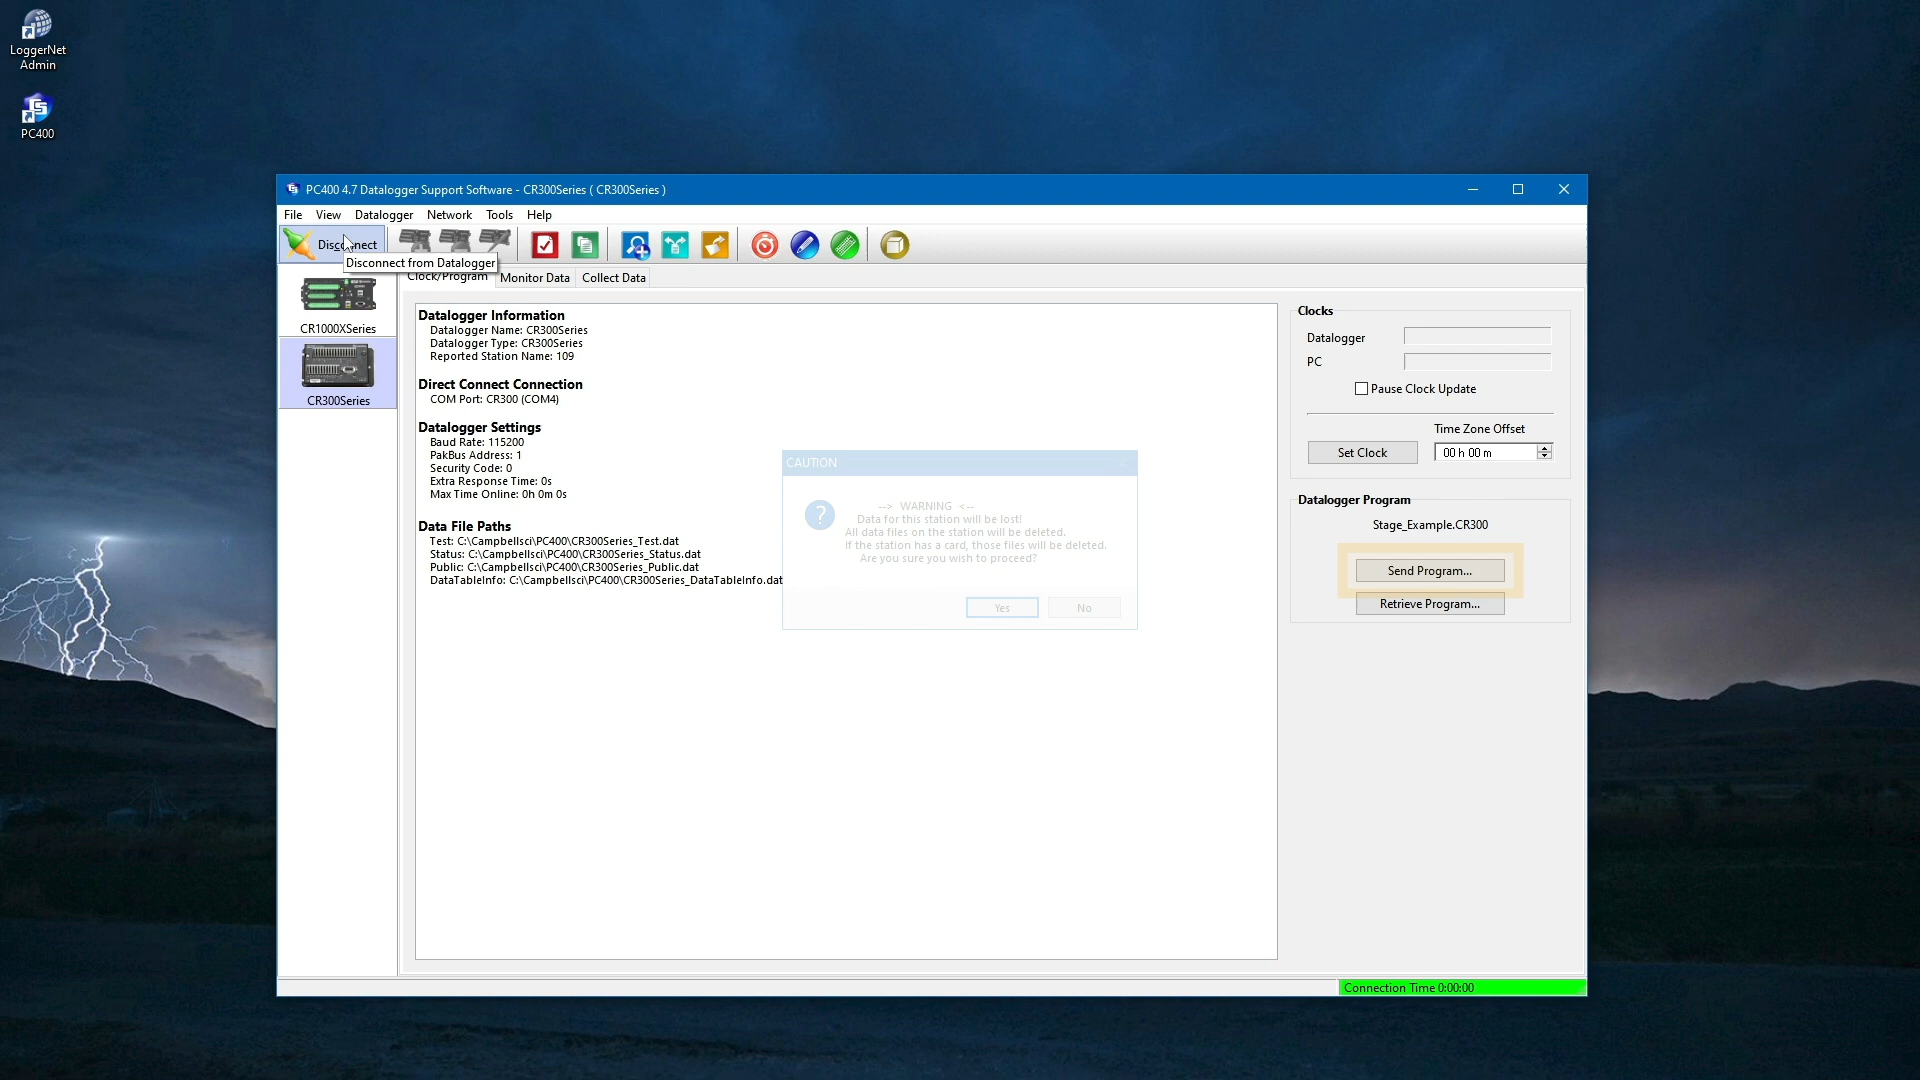 LoggerNet
Admin
PC400
PC400 4.7 Datalogger Support Software - CR300Series ( CR300Series )
File View Datalogger Network Tools Help
Disconnect
Disconnect from Datalogger
Clock/Program Monitor Data Collect Data
CR1000XSeries
CR300Series
Datalogger Information
Datalogger Name: CR300Series
Datalogger Type: CR300Series
Reported Station Name: 109
Direct Connect Connection
COM Port: CR300 (COM4)
Datalogger Settings
Baud Rate: 115200
PakBus Address: 1
Security Code: 0
Extra Response Time: 0s
Max Time Online: 0h 0m 0s
Data File Paths
Test: C:\Campbellsci\PC400\CR300Series_Test.dat
Status: C:\Campbellsci\PC400\CR300Series_Status.dat
Public: C:\Campbellsci\PC400\CR300Series_Public.dat
DataTableInfo: C:\Campbellsci\PC400\CR300Series_DataTableInfo.dat
CAUTION
--> WARNING <--
Data for this station will be lost!
All data files on the station will be deleted.
If the station has a card, those files will be deleted.
Are you sure you wish to proceed?
Yes No
Clocks
Datalogger
PC
Pause Clock Update
Time Zone Offset
Set Clock 00 h 00 m
Datalogger Program
Stage_Example.CR300
Send Program...
Retrieve Program...
Connection Time 0:00:00